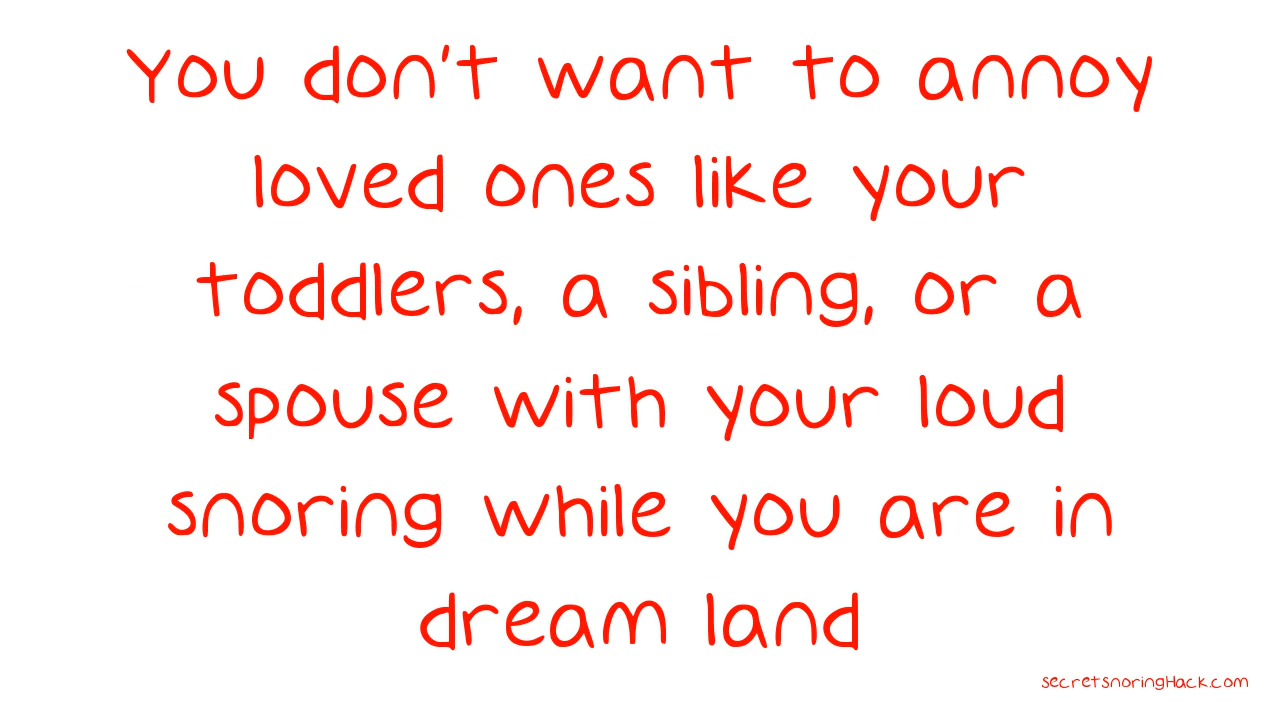 You don't want to annoy
loved ones like your
toddlers, a sibling, or a
spouse with your loud
snoring while you are in
dream land
secretsnoringHack.com